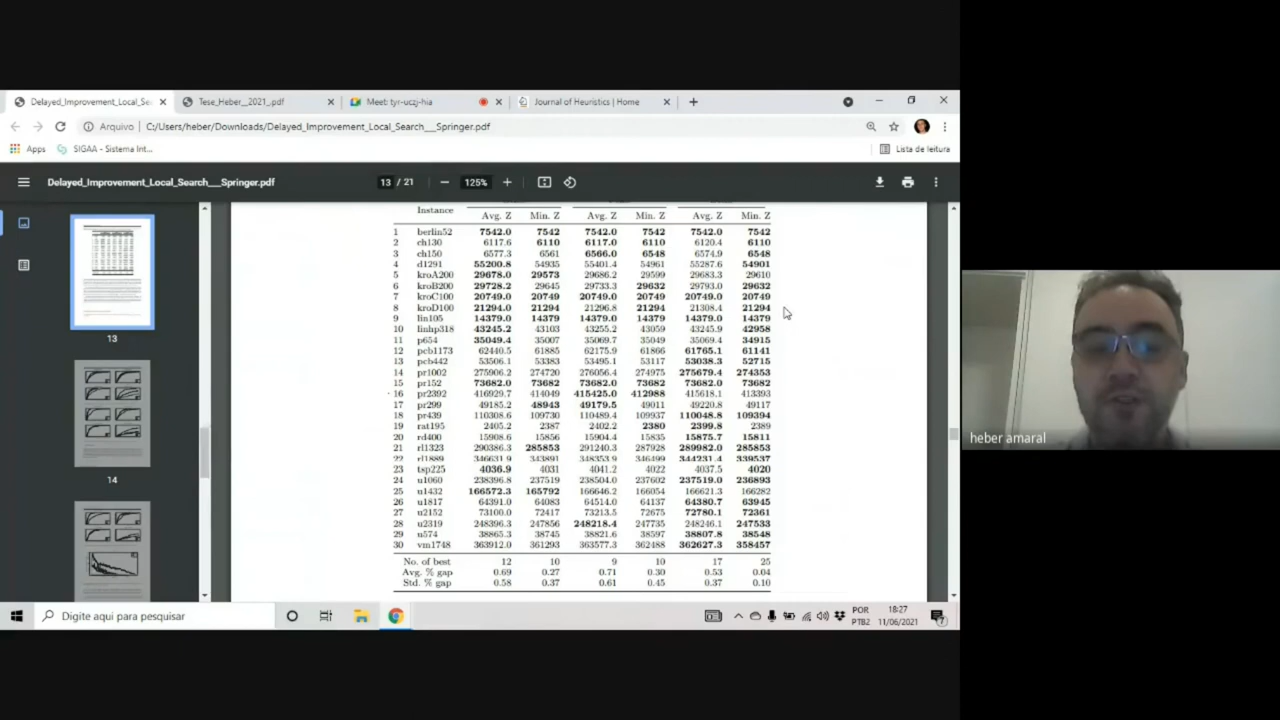 Delayed_Improvement_Local_Se
Tese_Heber__2021_.pdf
Meet: tyr-uczj-hia
Journal of Heuristics | Home
Arquivo
C:/Users/heber/Downloads/Delayed_Improvement_Local_Search___Springer.pdf
Apps
SIGAA - Sistema Int...
Lista de leitura
Delayed_Improvement_Local_Search___Springer.pdf
13 / 21
125%
13
14
Instance Avg. Z Min. Z Avg. Z Min. Z Avg. Z Min. Z
1 berlin52 7542.0 7542 7542.0 7542 7542.0 7542
2 ch130 6117.6 6110 6117.0 6110 6120.4 6110
3 ch150 6577.3 6561 6566.0 6548 6574.9 6548
4 d1291 55200.8 54935 55401.4 54961 55287.6 54901
5 kroA200 29678.0 29573 29686.2 29599 29683.3 29610
6 kroB200 29728.2 29645 29733.3 29632 29793.0 29632
7 kroC100 20749.0 20749 20749.0 20749 20749.0 20749
8 kroD100 21294.0 21294 21296.8 21294 21308.4 21294
9 lin105 14379.0 14379 14379.0 14379 14379.0 14379
10 linhp318 43245.2 43103 43255.2 43059 43245.9 42958
11 p654 35049.4 35007 35069.7 35049 35069.4 34915
12 pcb1173 62440.5 61885 62175.9 61866 61765.1 61141
13 pcb442 53506.1 53383 53495.1 53117 53038.3 52715
14 pr1002 275906.2 274720 276056.4 274975 275679.4 274353
15 pr152 73682.0 73682 73682.0 73682 73682.0 73682
16 pr2392 416929.7 414049 415425.0 412988 415618.1 413393
17 pr299 49185.2 48943 49179.5 49011 49220.8 49117
18 pr439 110308.6 109730 110489.4 109937 110048.8 109394
19 rat195 2405.2 2387 2402.2 2380 2399.8 2389
20 rd400 15908.6 15856 15904.4 15835 15875.7 15811
21 rl1323 290386.3 285853 291240.3 287928 289982.0 285853
22 rl1889 346631.9 343891 348353.9 346499 344231.4 339537
23 tsp225 4036.9 4031 4041.2 4022 4037.5 4020
24 u1060 238396.8 237519 238504.0 237602 237519.0 236893
25 u1432 166572.3 165792 166646.2 166054 166621.3 166282
26 u1817 64391.0 64083 64514.0 64137 64380.7 63945
27 u2152 73100.0 72417 73213.5 72675 72780.1 72361
28 u2319 248396.3 247856 248218.4 247735 248246.1 247533
29 u574 38865.3 38745 38821.6 38597 38807.8 38548
30 vm1748 363912.0 361293 363577.3 362488 362627.3 358457
No. of best 12 10 9 10 17 25
Avg. % gap 0.69 0.27 0.71 0.30 0.53 0.04
Std. % gap 0.58 0.37 0.61 0.45 0.37 0.10
heber amaral
Digite aqui para pesquisar
POR
PTB2
18:27
11/06/2021
7